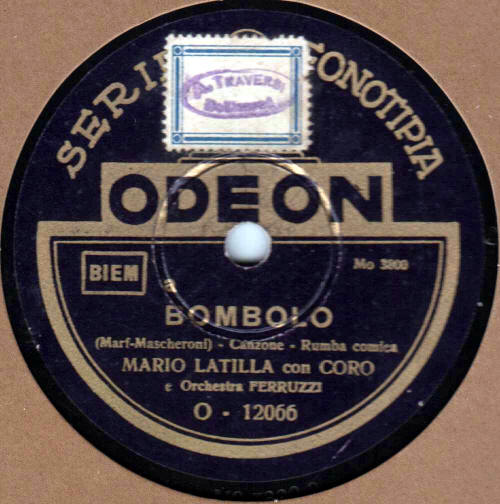 SERIE FONOTIPIA
TRAVERSI
ODEON
BIEM
Mo 3800
BOMBOLO
(Marf-Mascheroni) - Canzone - Rumba comica
MARIO LATILLA con CORO
e Orchestra FERRUZZI
O - 12066